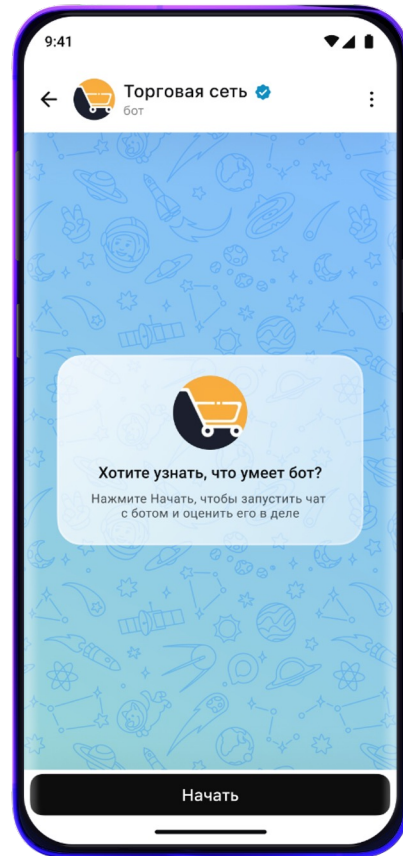 9:41
Торговая сеть
бот
Хотите узнать, что умеет бот?
Нажмите Начать, чтобы запустить чат
с ботом и оценить его в деле
Начать